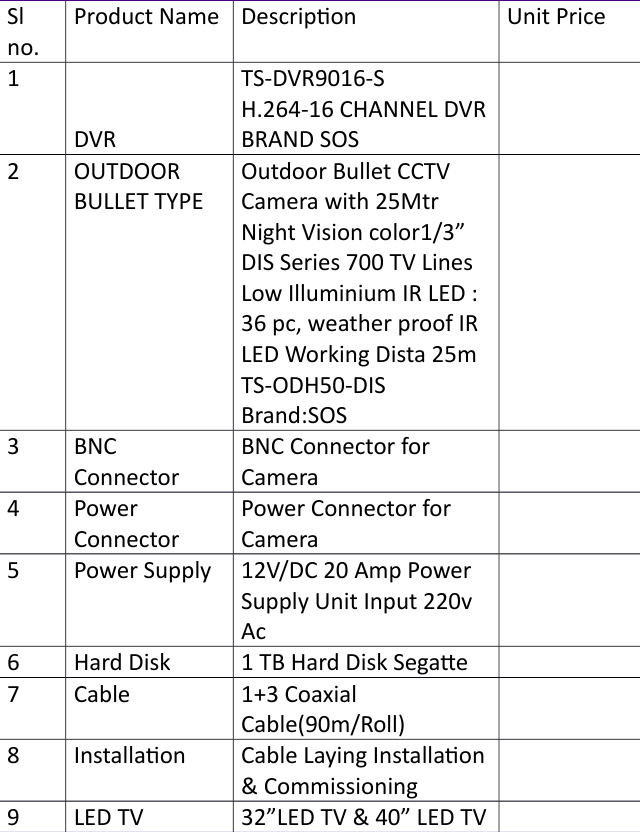 Sl no. Product Name Description Unit Price
1 DVR TS-DVR9016-S
H.264-16 CHANNEL DVR
BRAND SOS
2 OUTDOOR BULLET TYPE Outdoor Bullet CCTV
Camera with 25Mtr
Night Vision color1/3”
DIS Series 700 TV Lines
Low Illuminium IR LED :
36 pc, weather proof IR
LED Working Dista 25m
TS-ODH50-DIS
Brand:SOS
3 BNC Connector BNC Connector for
Camera
4 Power Connector Power Connector for
Camera
5 Power Supply 12V/DC 20 Amp Power
Supply Unit Input 220v
Ac
6 Hard Disk 1 TB Hard Disk Segatte
7 Cable 1+3 Coaxial
Cable(90m/Roll)
8 Installation Cable Laying Installation
& Commissioning
9 LED TV 32”LED TV & 40” LED TV